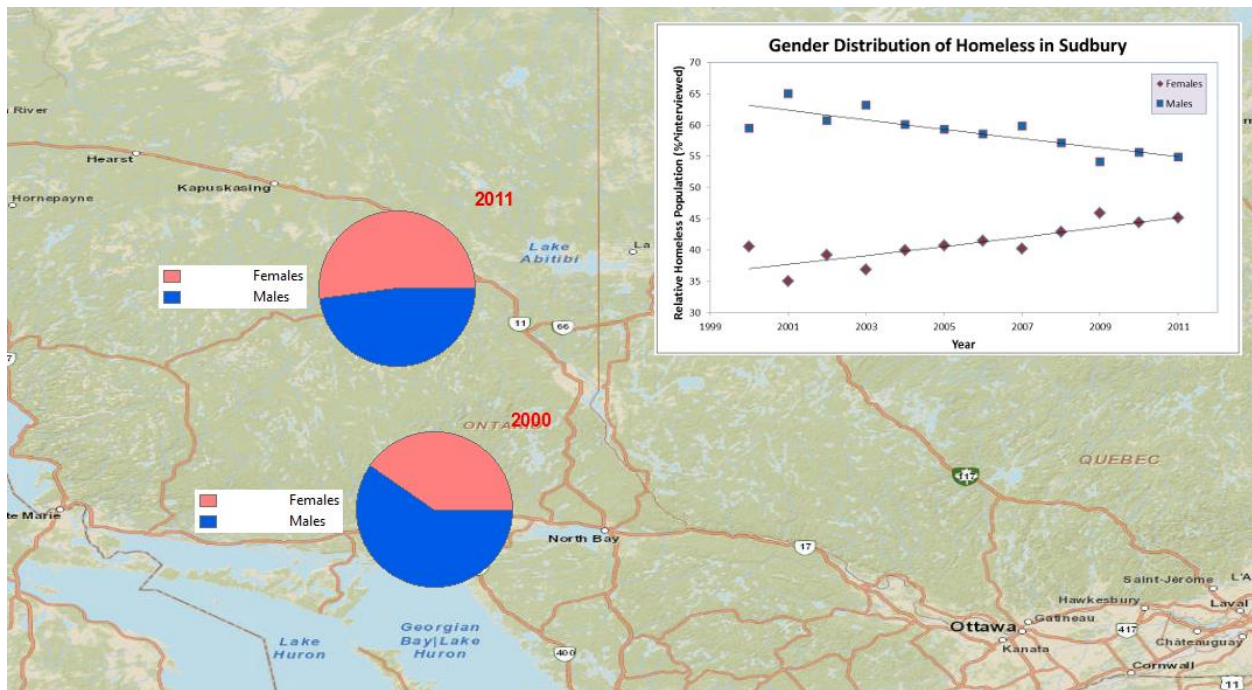 Gender Distribution of Homeless in Sudbury
Relative Homeless Population (%^interviewed)
70
65
60
55
50
45
40
35
30
1999
2001
2003
2005
2007
2009
2011
Year
Females
Males
River
Hearst
Kapuskasing
Hornepayne
2011
Lake
Abitibi
La
Females
Males
11
66
2000
ONTARIO
QUEBEC
117
Females
Males
te Marie
North Bay
17
Saint-Jérôme
L'A
Hawkesbury
Laval
Gatineau
Ottawa
417
Kanata
Châteauguay
Cornwall
11
Lake
Huron
Georgian
Bay|Lake
Huron
400